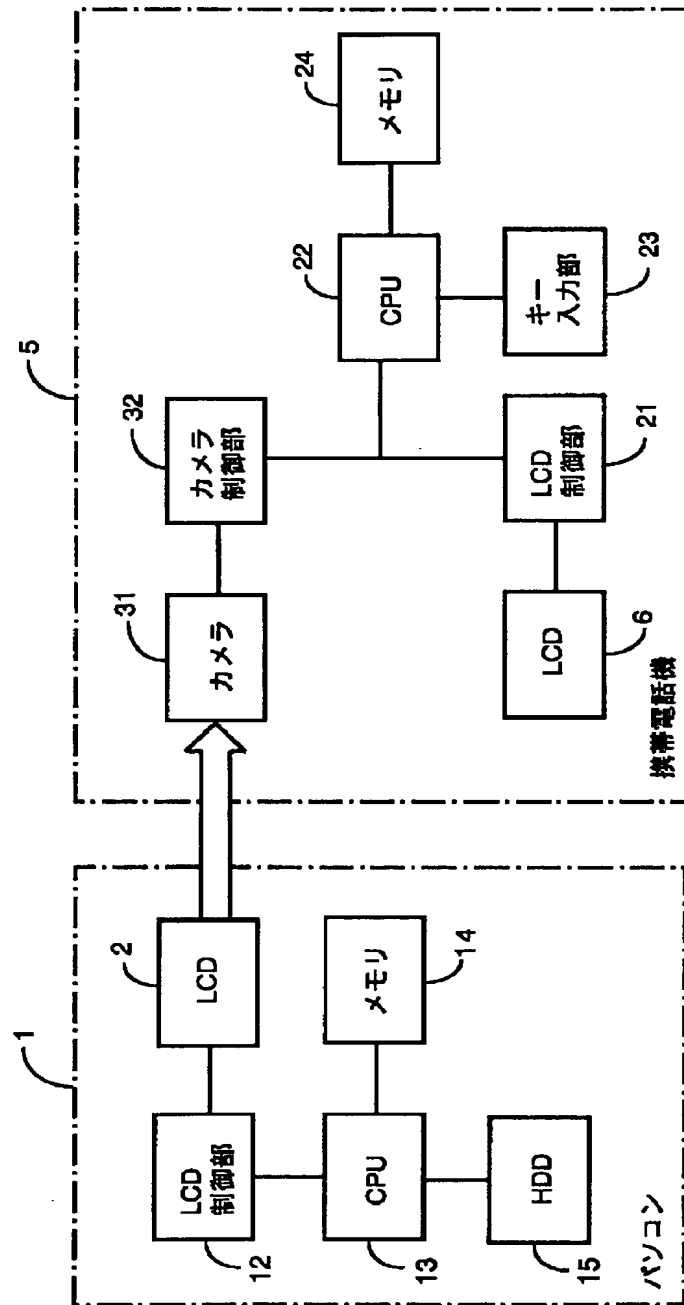 1
2
LCD
LCD
制御部
12
CPU
13
メモリ
14
HDD
15
パソコン
5
31
カメラ
32
カメラ
制御部
22
CPU
24
メモリ
LCD
6
LCD
制御部
21
キー
入力部
23
携帯電話機